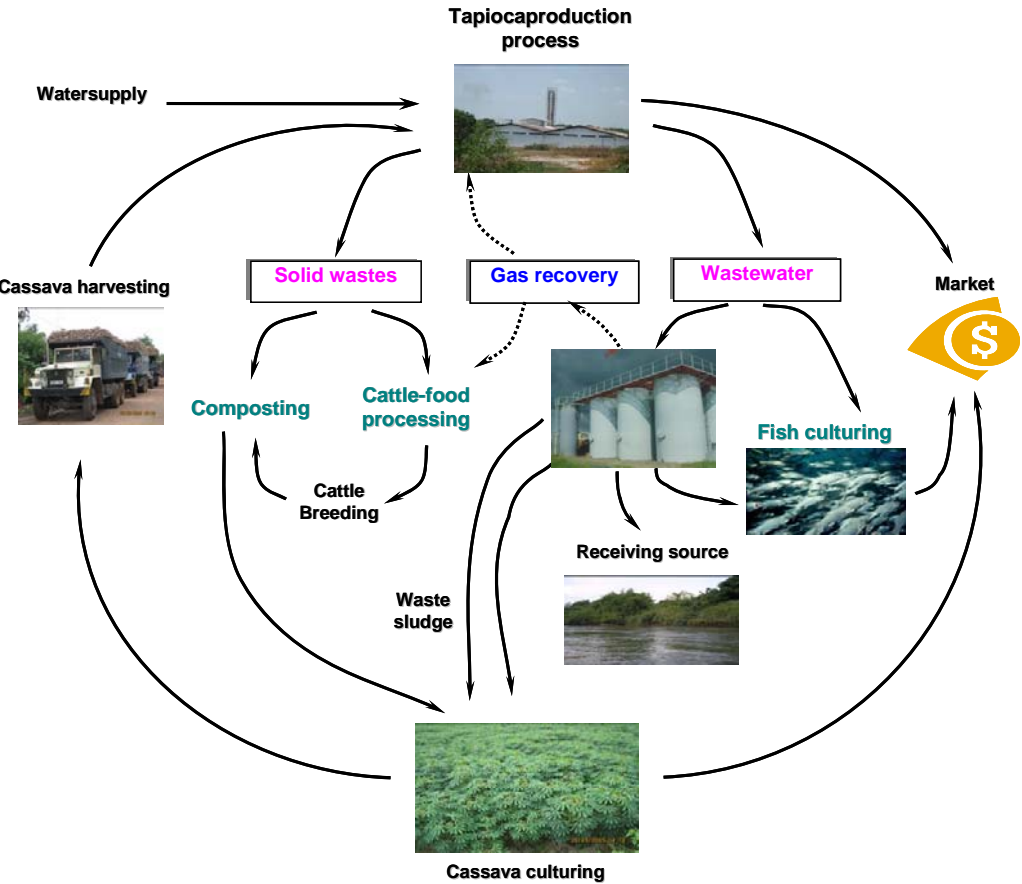 Tapiocaproduction
process
Watersupply
Solid wastes
Gas recovery
Wastewater
Cassava harvesting
Market
$
Composting
Cattle-food
processing
Fish culturing
Cattle
Breeding
Receiving source
Waste
sludge
Cassava culturing